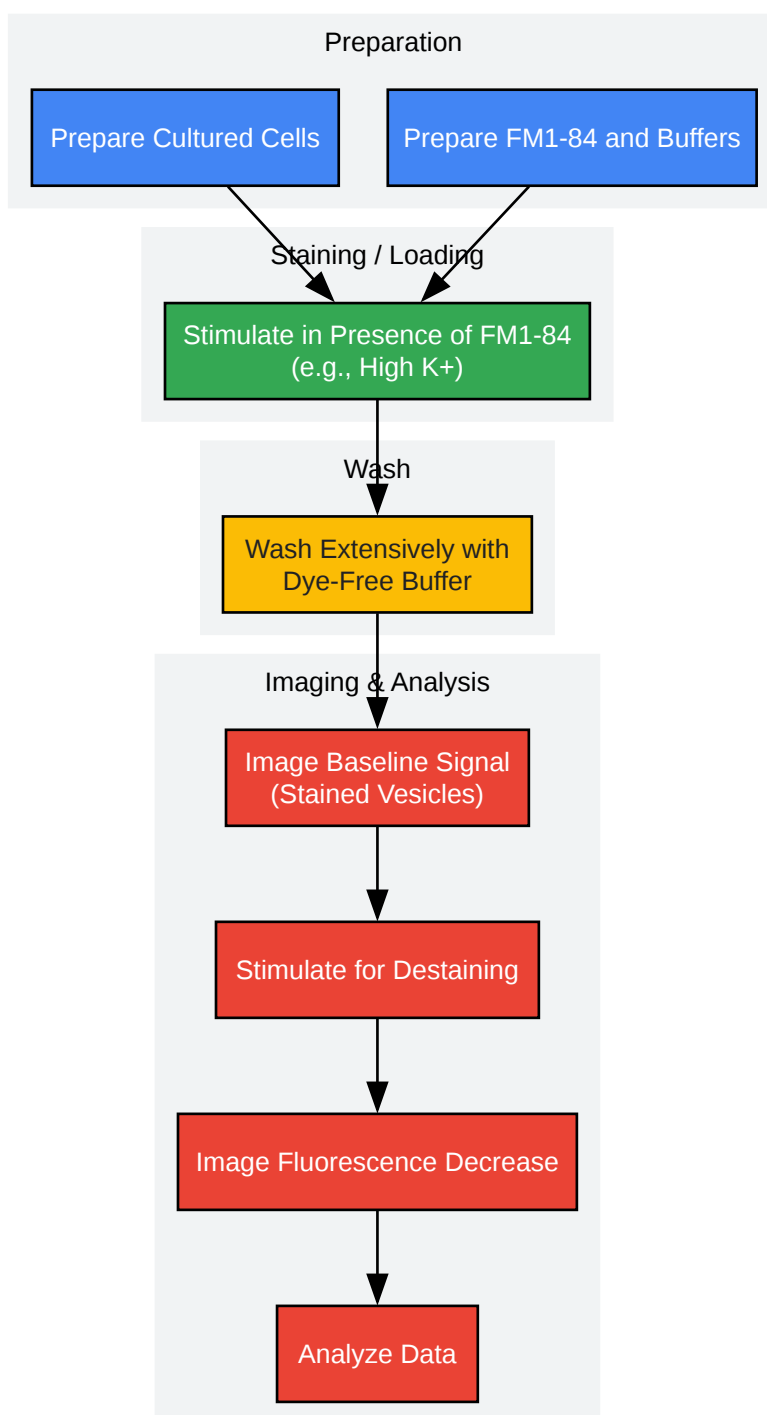 Preparation
Prepare Cultured Cells
Prepare FM1-84 and Buffers
Staining / Loading
Stimulate in Presence of FM1-84
(e.g., High K+)
Wash
Wash Extensively with
Dye-Free Buffer
Imaging & Analysis
Image Baseline Signal
(Stained Vesicles)
Stimulate for Destaining
Image Fluorescence Decrease
Analyze Data